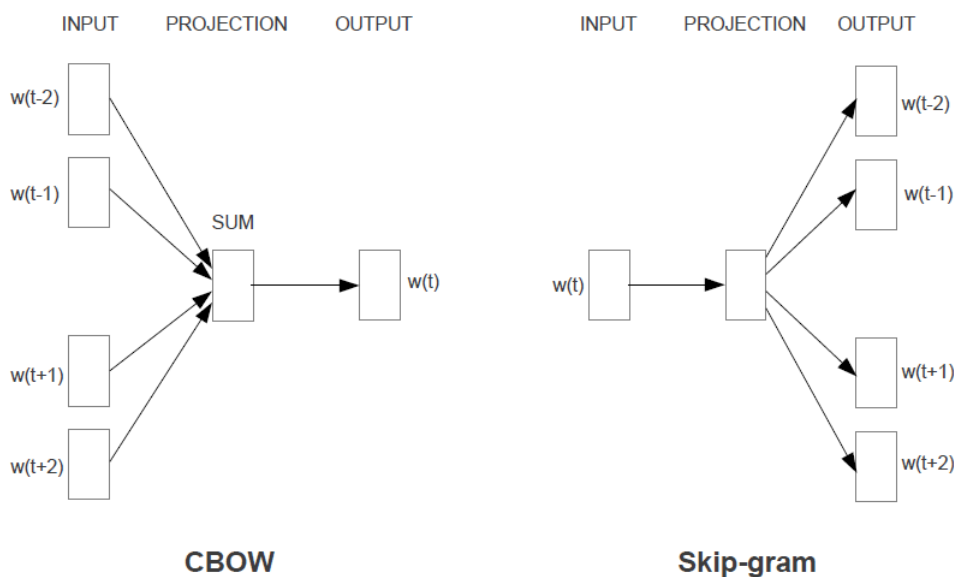 INPUT PROJECTION OUTPUT
w(t-2)
w(t-1)
SUM
w(t)
w(t+1)
w(t+2)
CBOW
INPUT PROJECTION OUTPUT
w(t-2)
w(t-1)
w(t)
w(t+1)
w(t+2)
Skip-gram